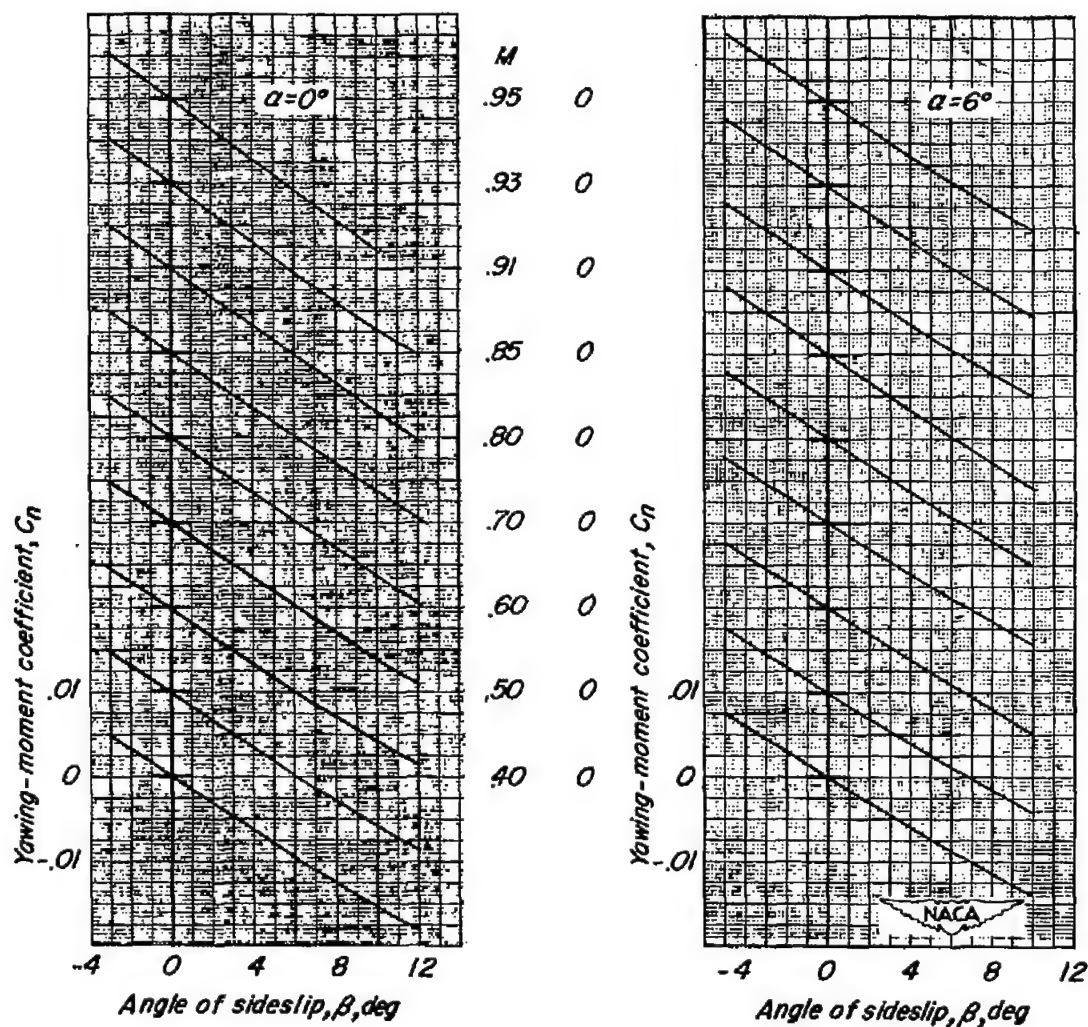 α=0°
M
.95 0
.93 0
.91 0
.85 0
.80 0
.70 0
.60 0
.50 0
.40 0
Yawing-moment coefficient, Cn
.01
0
-.01
-4 0 4 8 12
Angle of sideslip, β, deg
α=6°
Yawing-moment coefficient, Cn
.01
0
-.01
NACA
-4 0 4 8 12
Angle of sideslip, β, deg